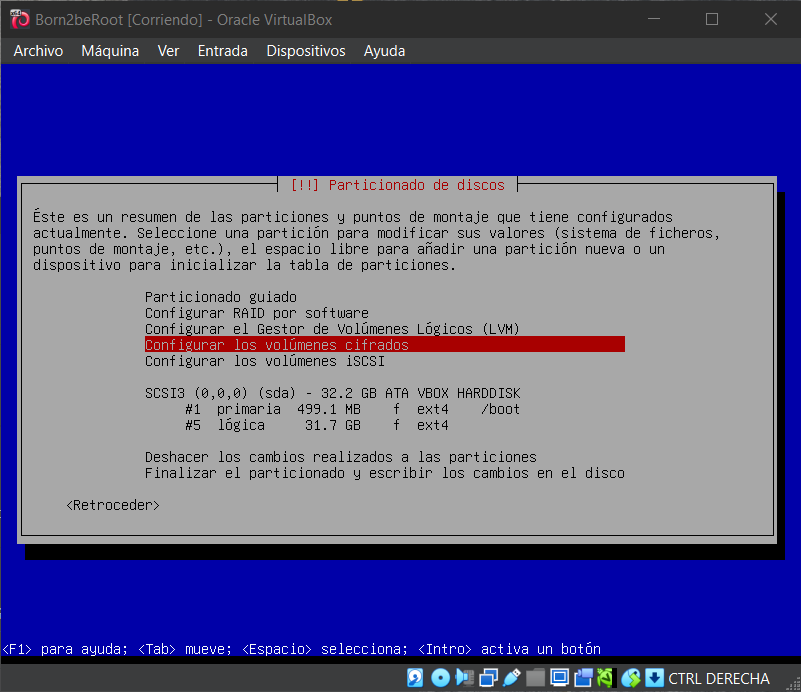 Born2beRoot [Corriendo] - Oracle VirtualBox
Archivo Máquina Ver Entrada Dispositivos Ayuda
[!!] Particionado de discos
Éste es un resumen de las particiones y puntos de montaje que tiene configurados
actualmente. Seleccione una partición para modificar sus valores (sistema de ficheros,
puntos de montaje, etc.), el espacio libre para añadir una partición nueva o un
dispositivo para inicializar la tabla de particiones.
Particionado guiado
Configurar RAID por software
Configurar el Gestor de Volúmenes Lógicos (LVM)
Configurar los volúmenes cifrados
Configurar los volúmenes iSCSI
SCSI3 (0,0,0) (sda) - 32.2 GB ATA VBOX HARDDISK
#1 primaria 499.1 MB f ext4 /boot
#5 lógica 31.7 GB f ext4
Deshacer los cambios realizados a las particiones
Finalizar el particionado y escribir los cambios en el disco
<Retroceder>
<F1> para ayuda; <Tab> mueve; <Espacio> selecciona; <Intro> activa un botón
CTRL DERECHA